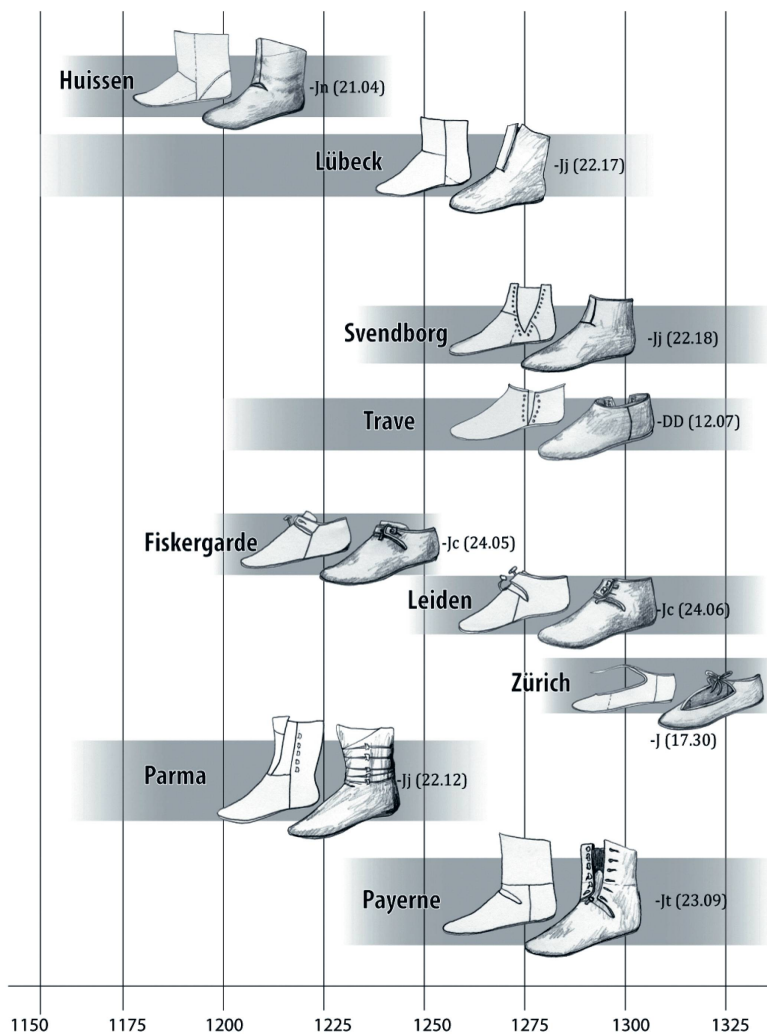 Huissen
-Jn (21.04)
Lübeck
-Jj (22.17)
Svendborg
-Jj (22.18)
Trave
-DD (12.07)
Fiskergarde
-Jc (24.05)
Leiden
-Jc (24.06)
Zürich
-J (17.30)
Parma
-Jj (22.12)
Payerne
-Jt (23.09)
1150 1175 1200 1225 1250 1275 1300 1325